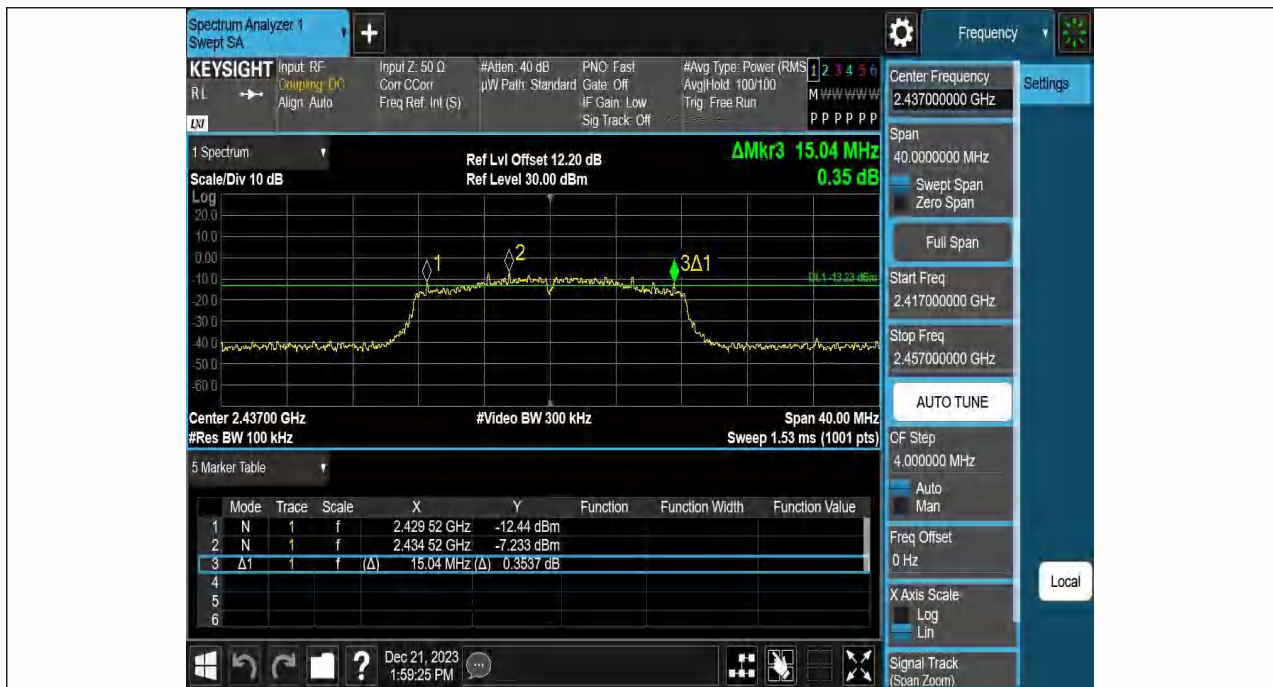 Spectrum Analyzer 1
Swept SA
+
Frequency
KEYSIGHT
RL
LXI
Input: RF
Coupling: DC
Align: Auto
Input Z: 50 Ω
Corr CCorr
Freq Ref: Int (S)
#Atten: 40 dB
µW Path: Standard
PNO: Fast
Gate: Off
IF Gain: Low
Sig Track: Off
#Avg Type: Power (RMS
Avg|Hold: 100/100
Trig: Free Run
1 2 3 4 5 6
M W W W W W
P P P P P P
Center Frequency
2.437000000 GHz
Settings
Span
40.0000000 MHz
Swept Span
Zero Span
Full Span
Start Freq
2.417000000 GHz
Stop Freq
2.457000000 GHz
AUTO TUNE
CF Step
4.000000 MHz
Auto
Man
Freq Offset
0 Hz
X Axis Scale
Log
Lin
Signal Track
(Span Zoom)
Local
1 Spectrum
Scale/Div 10 dB
Ref Lvl Offset 12.20 dB
Ref Level 30.00 dBm
ΔMkr3 15.04 MHz
0.35 dB
Log
20.0
10.0
0.00
-10.0
-20.0
-30.0
-40.0
-50.0
-60.0
1
2
3Δ1
DL1 -13.23 dBm
Center 2.43700 GHz
#Video BW 300 kHz
Span 40.00 MHz
#Res BW 100 kHz
Sweep 1.53 ms (1001 pts)
5 Marker Table
Mode Trace Scale X Y Function Function Width Function Value
1 N 1 f 2.429 52 GHz -12.44 dBm
2 N 1 f 2.434 52 GHz -7.233 dBm
3 Δ1 1 f (Δ) 15.04 MHz (Δ) 0.3537 dB
4
5
6
?
Dec 21, 2023
1:59:25 PM